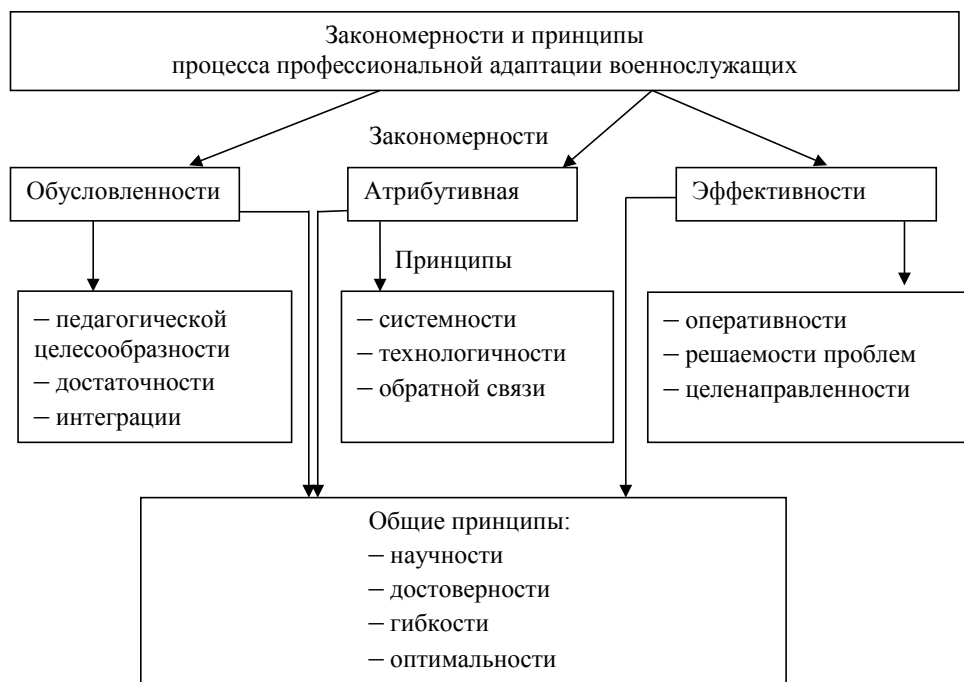 Закономерности и принципы
процесса профессиональной адаптации военнослужащих
Закономерности
Обусловленности
Атрибутивная
Эффективности
Принципы
– педагогической
целесообразности
– достаточности
– интеграции
– системности
– технологичности
– обратной связи
– оперативности
– решаемости проблем
– целенаправленности
Общие принципы:
– научности
– достоверности
– гибкости
– оптимальности